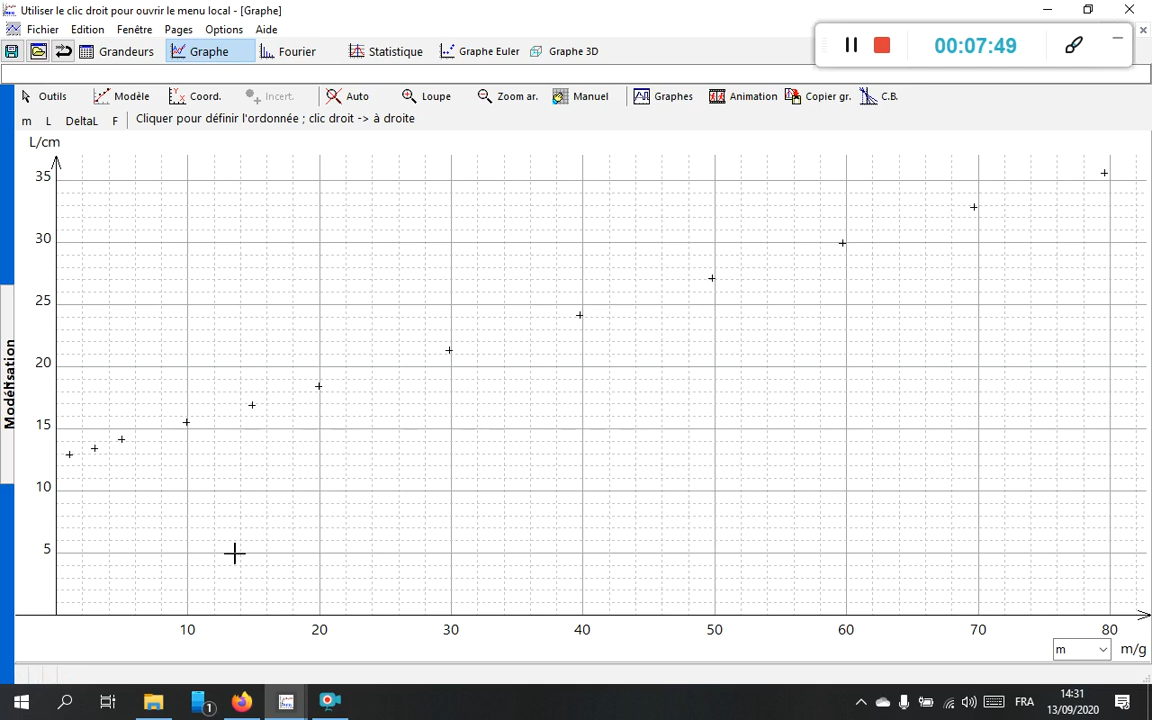 Utiliser le clic droit pour ouvrir le menu local - [Graphe]
Fichier Edition Fenêtre Pages Options Aide
Grandeurs Graphe Fourier Statistique Graphe Euler Graphe 3D
00:07:49
Outils Modèle Coord. Insert. Auto Loupe Zoom ar. Manuel Graphes Animation Copier gr. C.B.
m L DeltaL F Cliquer pour définir l'ordonnée ; clic droit -> à droite
L/cm
35
30
25
20
15
10
5
Modélisation
10 20 30 40 50 60 70 80
m m/g
1
FRA
14:31
13/09/2020